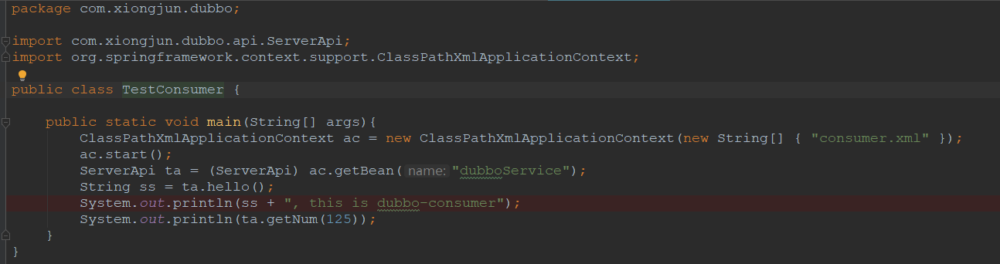 package com.xiongjun.dubbo;
import com.xiongjun.dubbo.api.ServerApi;
import org.springframework.context.support.ClassPathXmlApplicationContext;
public class TestConsumer {
public static void main(String[] args){
ClassPathXmlApplicationContext ac = new ClassPathXmlApplicationContext(new String[] { "consumer.xml" });
ac.start();
ServerApi ta = (ServerApi) ac.getBean( name: "dubboService");
String ss = ta.hello();
System.out.println(ss + ", this is dubbo-consumer");
System.out.println(ta.getNum(125));
}
}